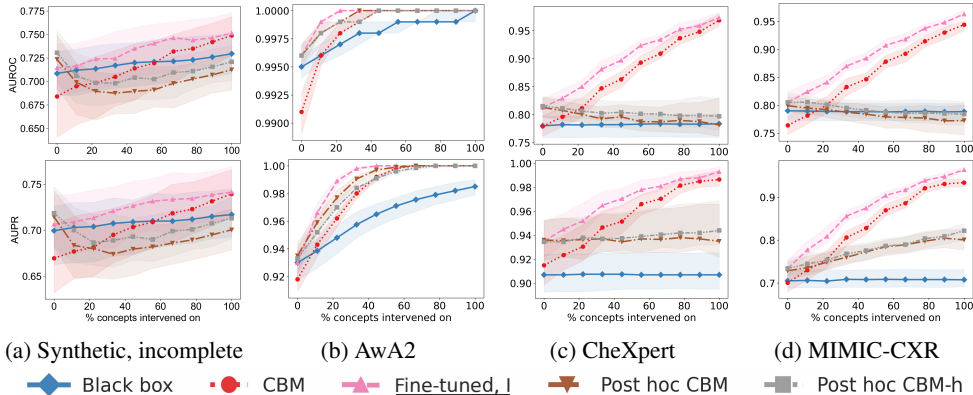 AUROC
0.775
0.750
0.725
0.700
0.675
0.650
0 20 40 60 80 100
1.0000
0.9975
0.9950
0.9925
0.9900
0 20 40 60 80 100
0.95
0.90
0.85
0.80
0.75
0 20 40 60 80 100
0.95
0.90
0.85
0.80
0.75
0 20 40 60 80 100
AUPR
0.75
0.70
0.65
0 20 40 60 80 100
% concepts intervened on
1.00
0.98
0.96
0.94
0.92
0 20 40 60 80 100
% concepts intervened on
1.00
0.98
0.96
0.94
0.92
0.90
0 20 40 60 80 100
% concepts intervened on
0.9
0.8
0.7
0 20 40 60 80 100
% concepts intervened on
(a) Synthetic, incomplete (b) AwA2 (c) CheXpert (d) MIMIC-CXR
Black box CBM Fine-tuned, I Post hoc CBM Post hoc CBM-h